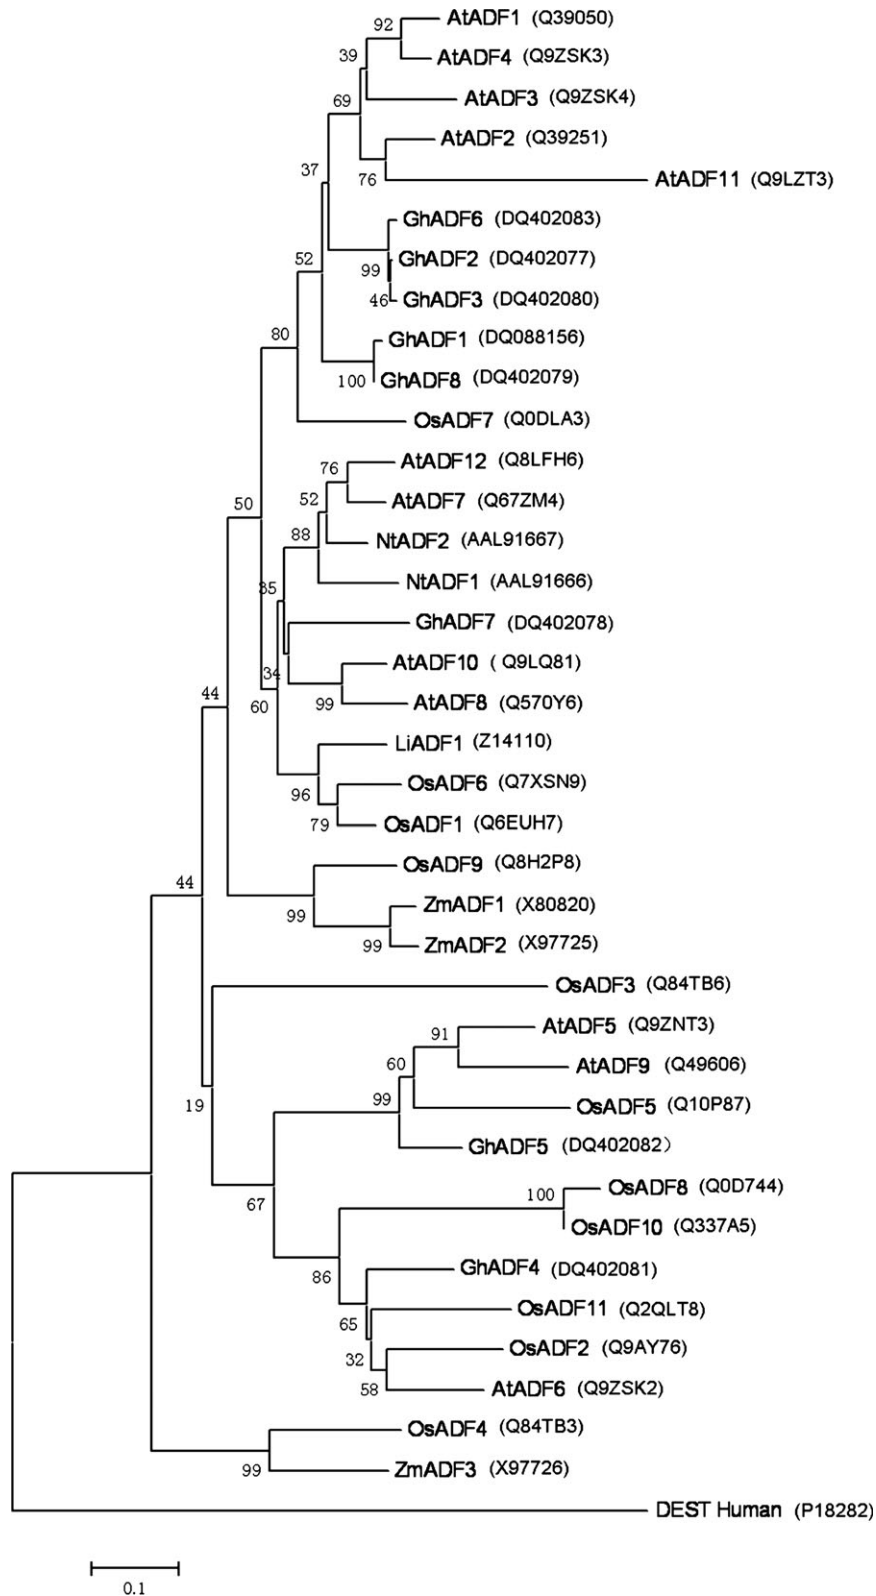 92
AtADF1 (Q39050)
39
AtADF4 (Q9ZSK3)
69
AtADF3 (Q9ZSK4)
AtADF2 (Q39251)
37
76
AtADF11 (Q9LZT3)
GhADF6 (DQ402083)
52
99
GhADF2 (DQ402077)
46
GhADF3 (DQ402080)
80
GhADF1 (DQ088156)
100
GhADF8 (DQ402079)
OsADF7 (Q0DLA3)
76
AtADF12 (Q8LFH6)
52
AtADF7 (Q67ZM4)
50
88
NtADF2 (AAL91667)
35
NtADF1 (AAL91666)
GhADF7 (DQ402078)
34
AtADF10 ( Q9LQ81)
44
60
99
AtADF8 (Q570Y6)
LiADF1 (Z14110)
96
OsADF6 (Q7XSN9)
79
OsADF1 (Q6EUH7)
OsADF9 (Q8H2P8)
44
99
ZmADF1 (X80820)
99
ZmADF2 (X97725)
OsADF3 (Q84TB6)
91
AtADF5 (Q9ZNT3)
60
AtADF9 (Q49606)
19
99
OsADF5 (Q10P87)
GhADF5 (DQ402082)
67
100
OsADF8 (Q0D744)
OsADF10 (Q337A5)
86
GhADF4 (DQ402081)
65
OsADF11 (Q2QLT8)
32
OsADF2 (Q9AY76)
58
AtADF6 (Q9ZSK2)
OsADF4 (Q84TB3)
99
ZmADF3 (X97726)
DEST Human (P18282)
0.1